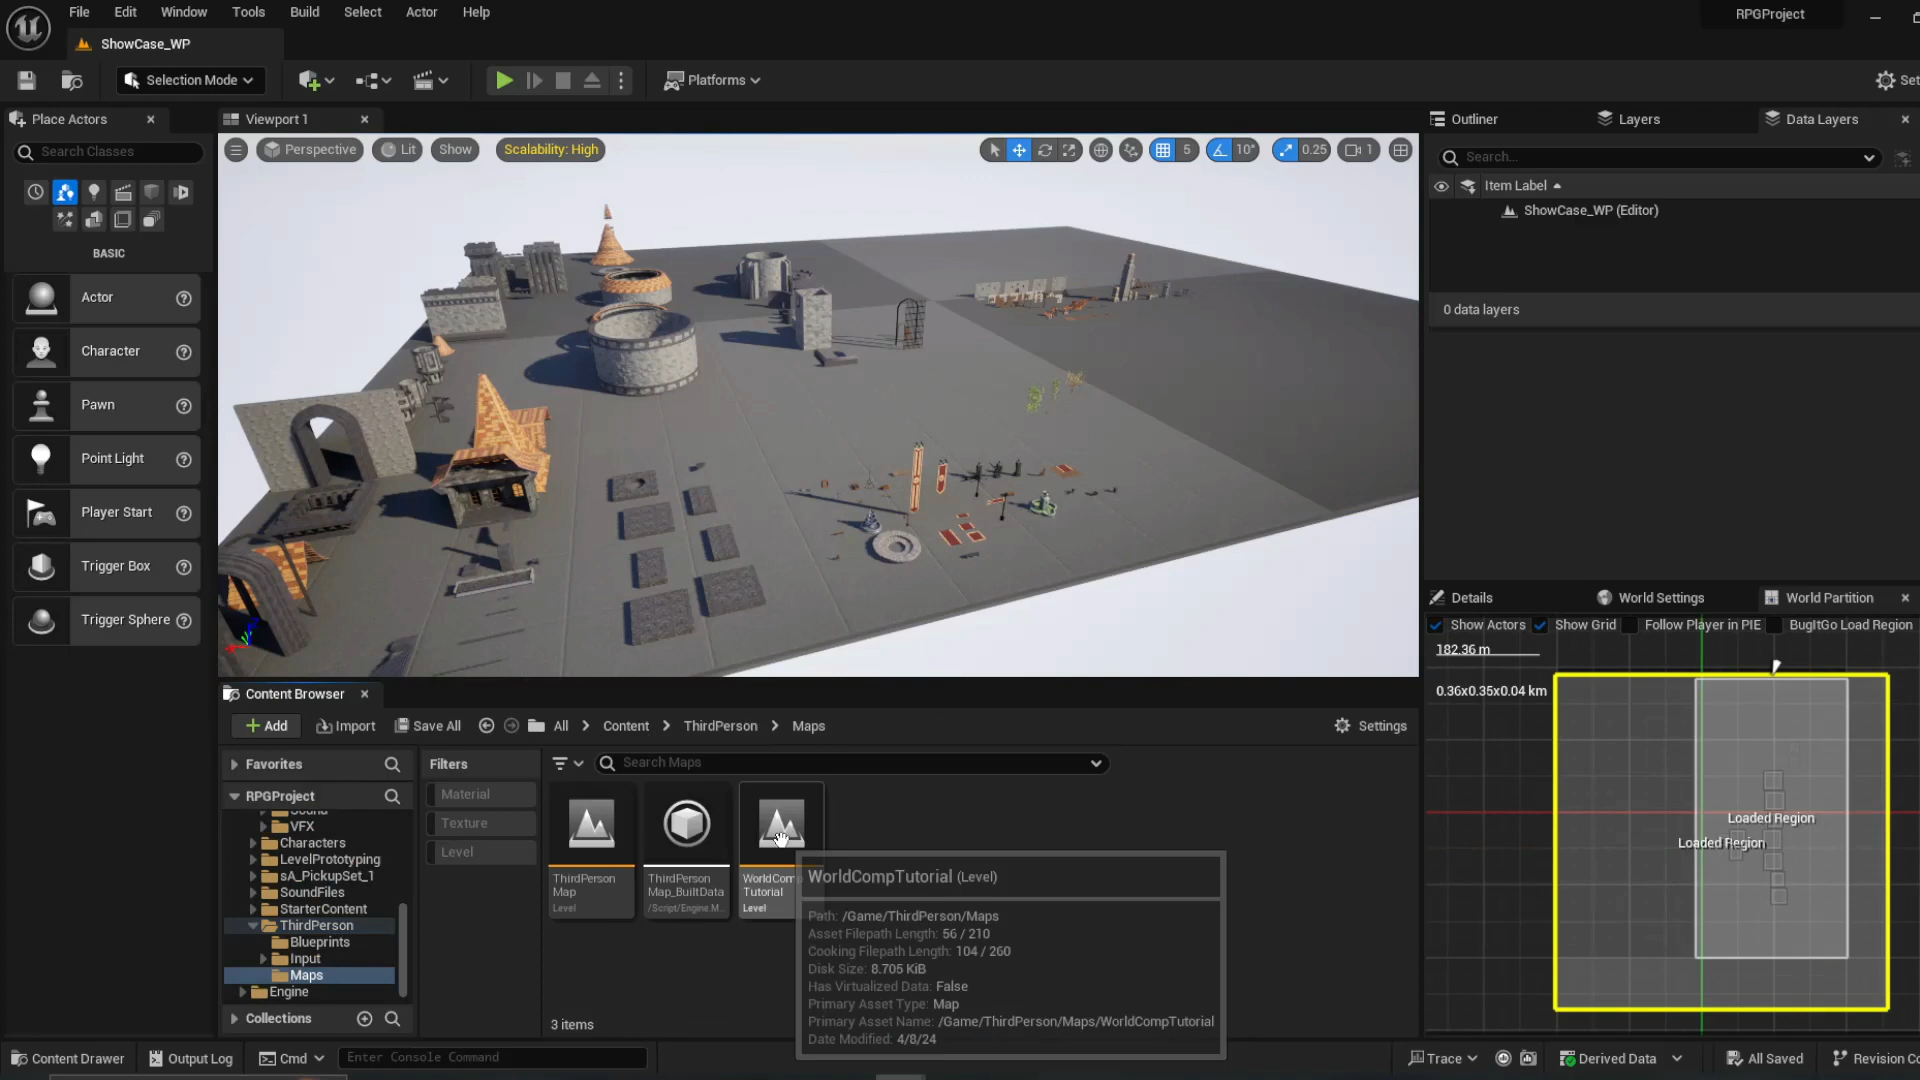 File Edit Window Tools Build Select Actor Help
RPGProject
ShowCase_WP
Selection Mode
Platforms
Set
Place Actors
Viewport 1
Outliner
Layers
Data Layers
Search Classes
Perspective
Lit
Show
Scalability: High
5
10°
0.25
1
Search...
Item Label
ShowCase_WP (Editor)
0 data layers
BASIC
Actor
Character
Pawn
Point Light
Player Start
Trigger Box
Trigger Sphere
Details
World Settings
World Partition
Show Actors
Show Grid
Follow Player in PIE
BugItGo Load Region
182.36 m
0.36x0.35x0.04 km
Loaded Region
Loaded Region
Content Browser
Add
Import
Save All
All
Content
ThirdPerson
Maps
Settings
Favorites
Filters
Search Maps
RPGProject
Material
Texture
Level
Sound
VFX
Characters
LevelPrototyping
sA_PickupSet_1
SoundFiles
StarterContent
ThirdPerson
Blueprints
Input
Maps
Engine
Collections
ThirdPerson
Map
Level
ThirdPerson
Map_BuiltData
/Script/Engine.M...
WorldComp
Tutorial
Level
WorldCompTutorial (Level)
Path: /Game/ThirdPerson/Maps
Asset Filepath Length: 56 / 210
Cooking Filepath Length: 104 / 260
Disk Size: 8.705 KiB
Has Virtualized Data: False
Primary Asset Type: Map
Primary Asset Name: /Game/ThirdPerson/Maps/WorldCompTutorial
Date Modified: 4/8/24
3 items
Content Drawer
Output Log
Cmd
Enter Console Command
Trace
Derived Data
All Saved
Revision Co